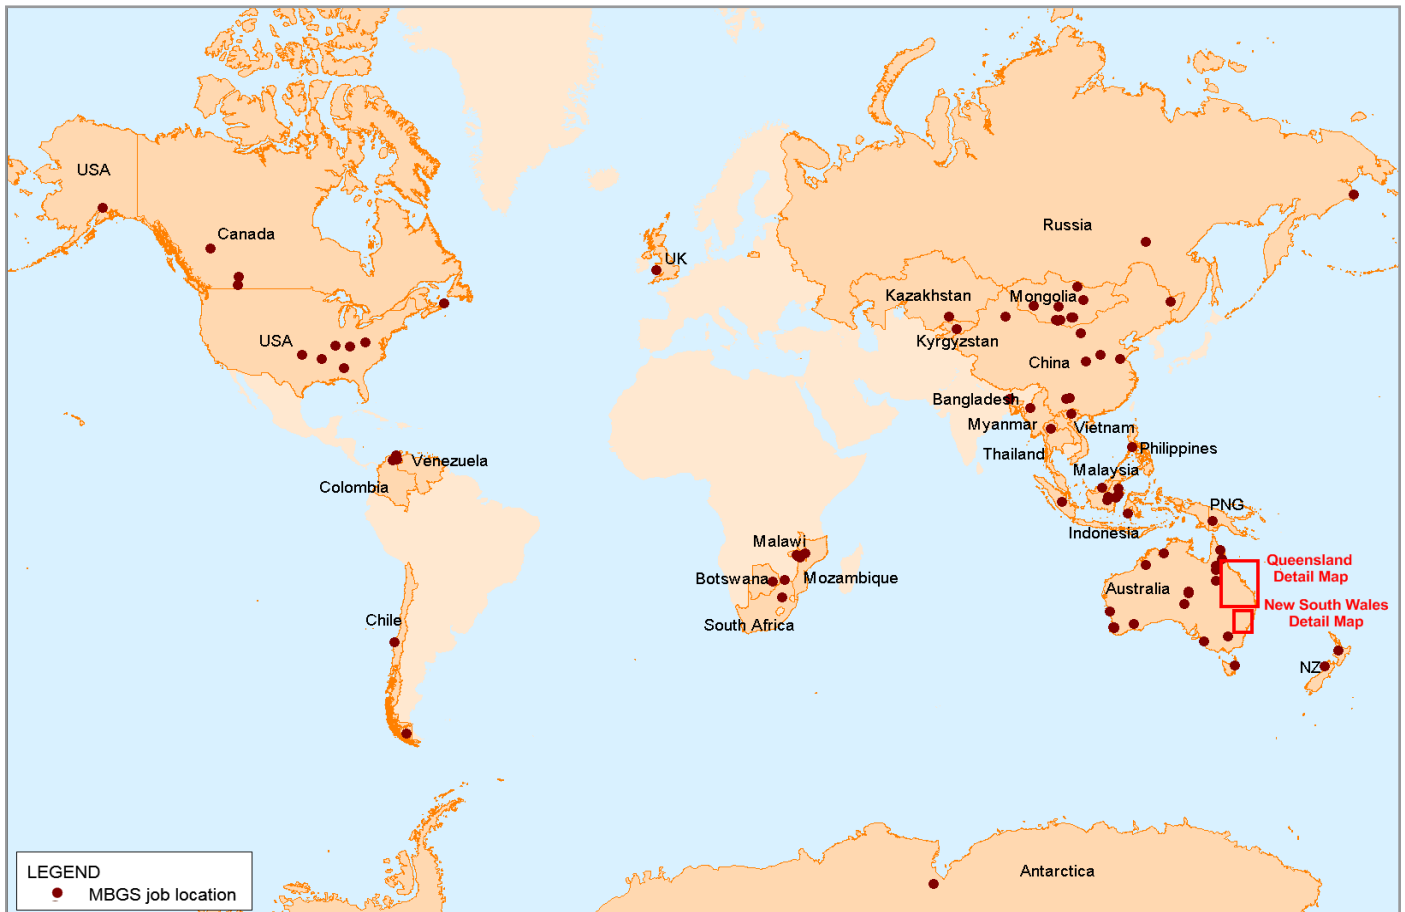 USA
Canada
UK
Russia
Kazakhstan
Mongolia
USA
Kyrgyzstan
China
Bangladesh
Myanmar
Vietnam
Thailand
Philippines
Venezuela
Malaysia
Colombia
PNG
Indonesia
Malawi
Botswana
Mozambique
South Africa
Australia
Queensland
Detail Map
New South Wales
Detail Map
Chile
NZ
Antarctica
LEGEND
MBGS job location